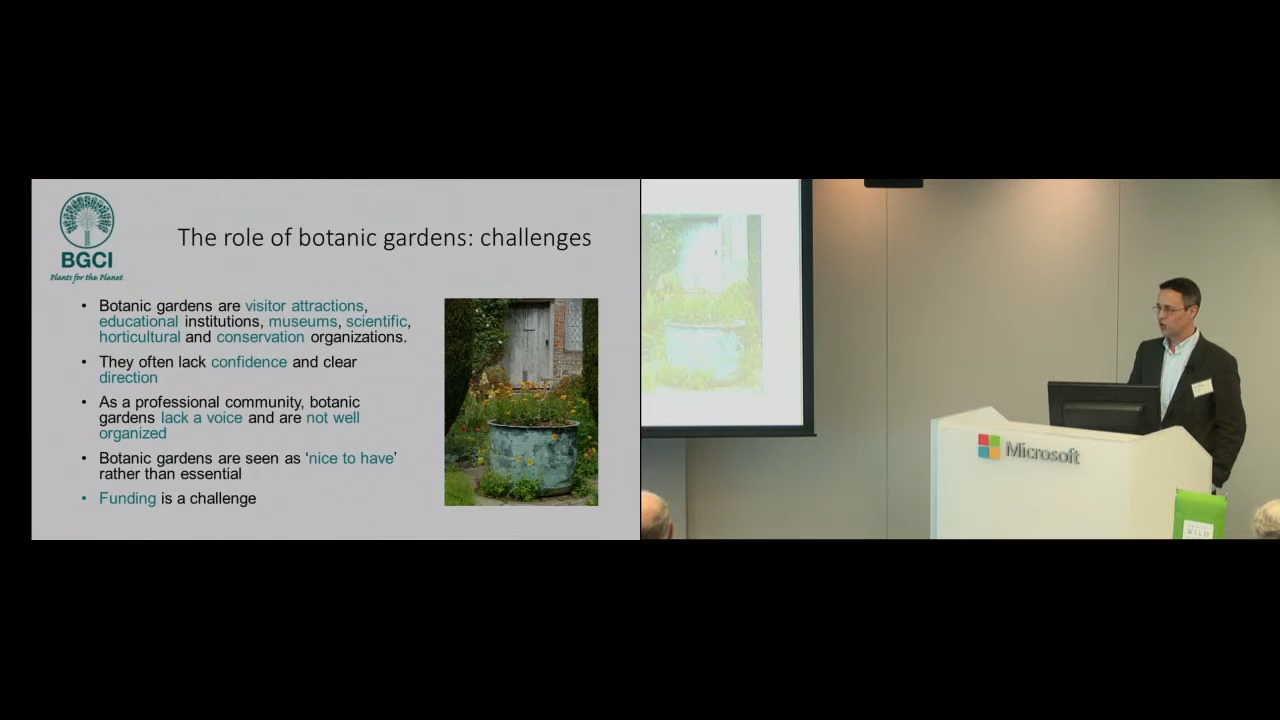 The role of botanic gardens: challenges
BGCI
Plants for the Planet
• Botanic gardens are visitor attractions,
educational institutions, museums, scientific,
horticultural and conservation organizations.
• They often lack confidence and clear
direction
• As a professional community, botanic
gardens lack a voice and are not well
organized
• Botanic gardens are seen as ‘nice to have’
rather than essential
• Funding is a challenge
Microsoft
WILD